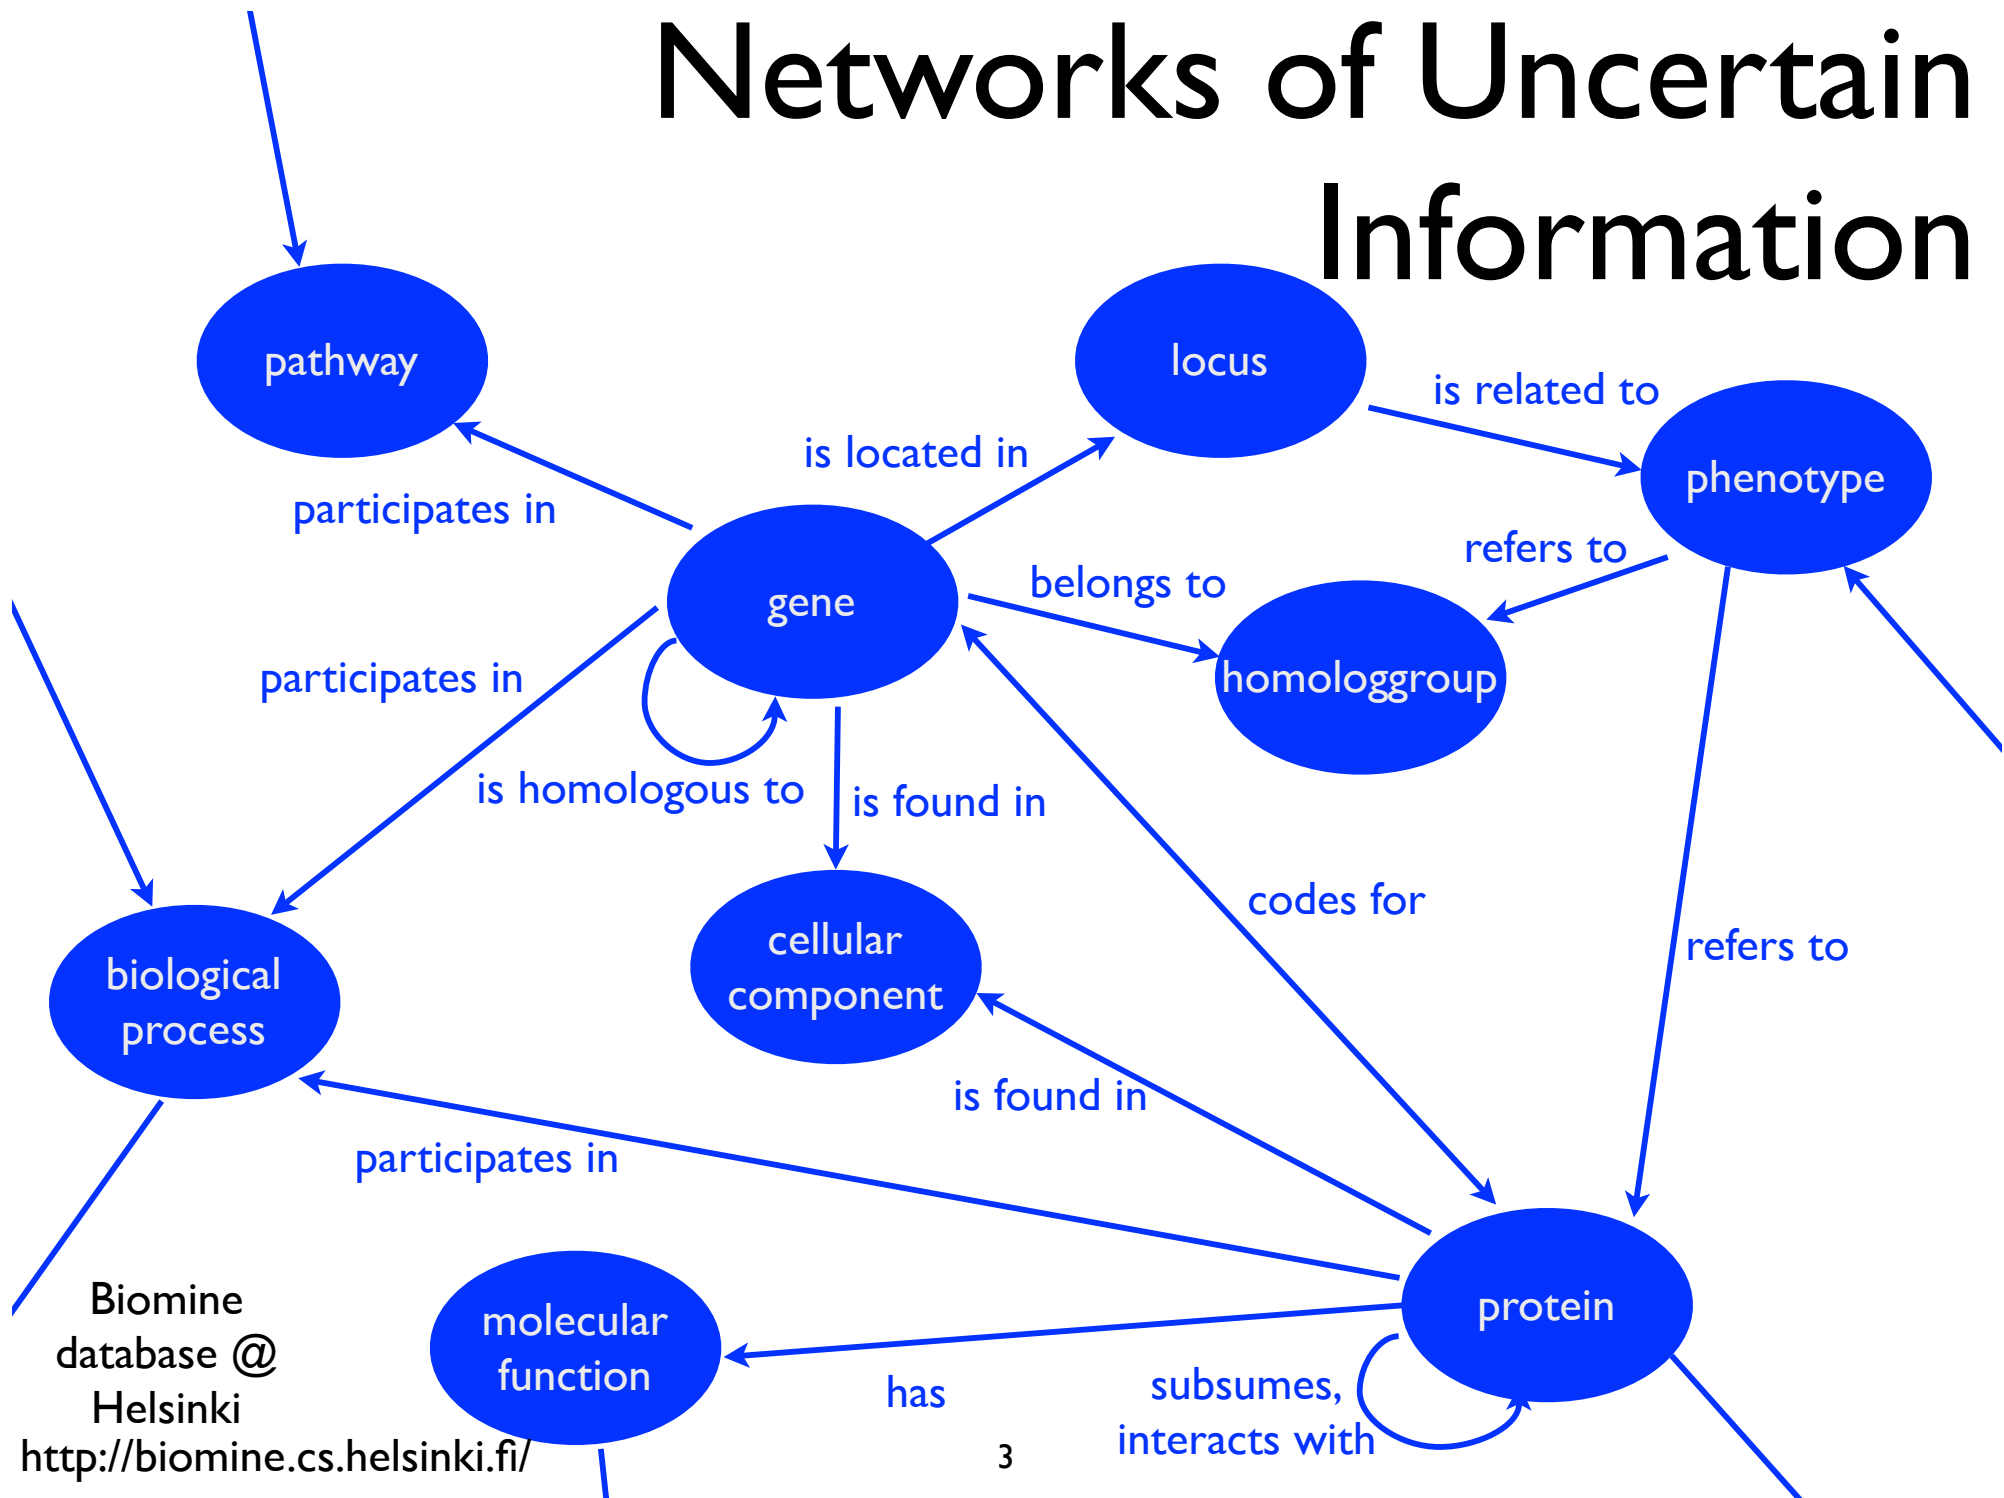 Networks of Uncertain
Information
pathway
locus
is related to
phenotype
is located in
participates in
refers to
belongs to
gene
homologgroup
participates in
is homologous to
is found in
codes for
refers to
cellular
component
biological
process
is found in
participates in
protein
molecular
function
has
subsumes,
interacts with
Biomine
database @
Helsinki
http://biomine.cs.helsinki.fi/
3